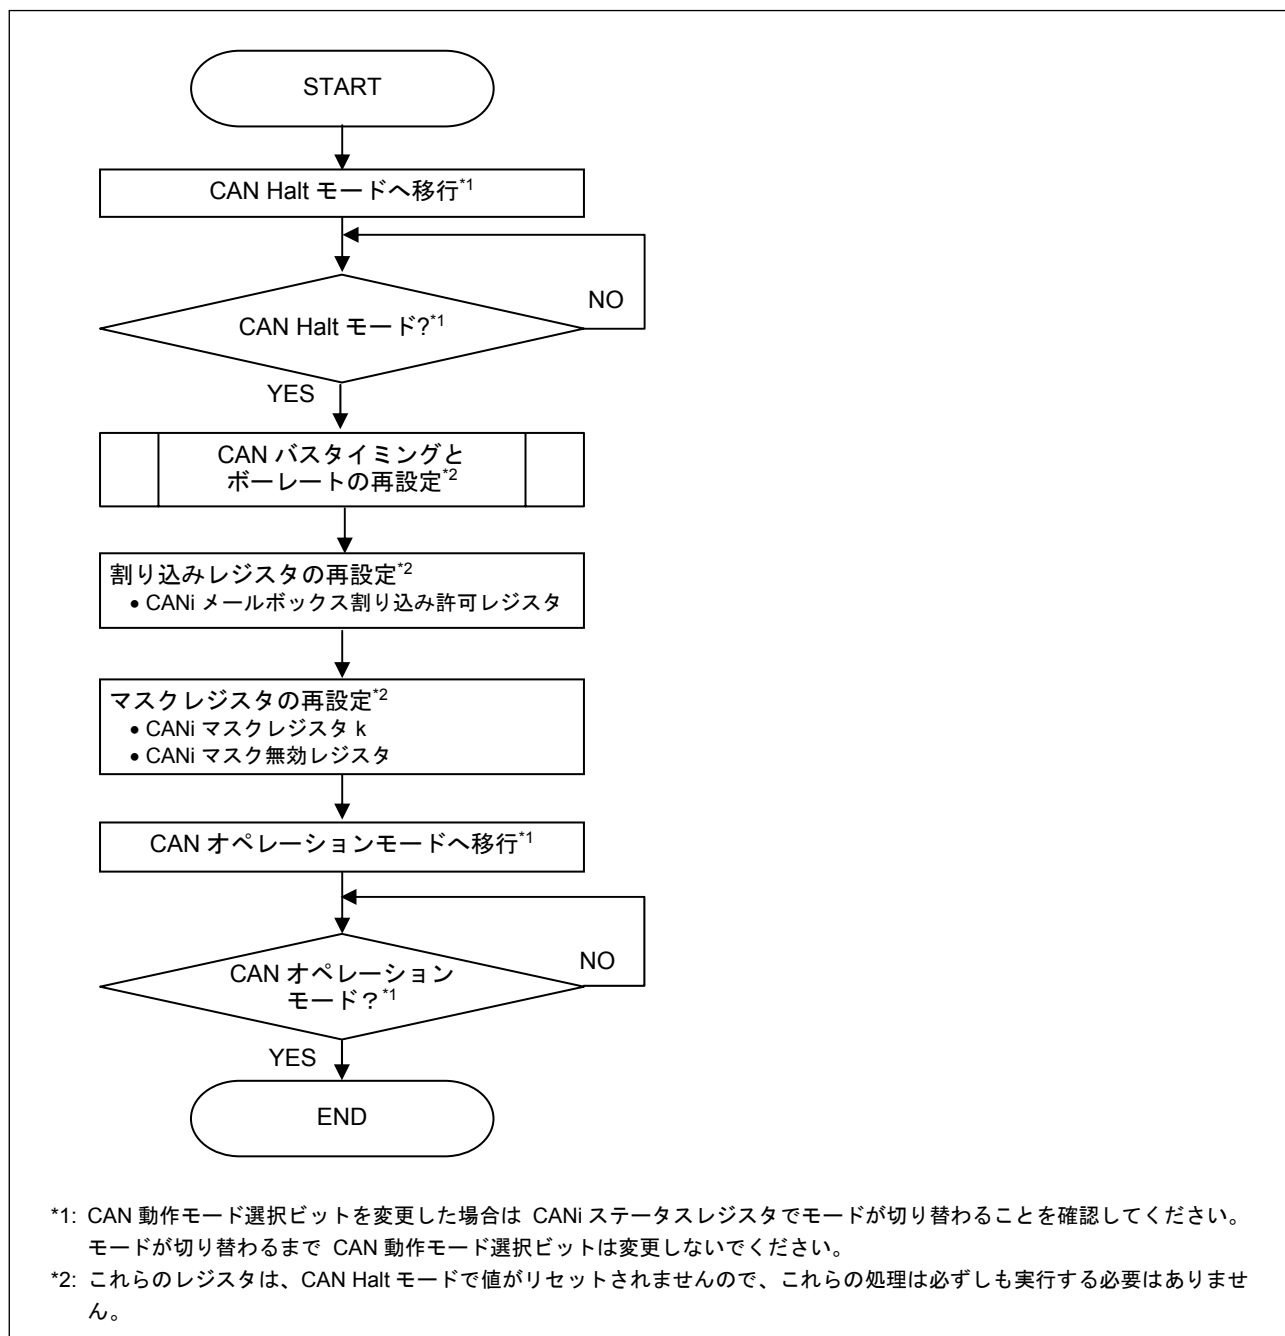 START
CAN Halt モードへ移行*1
CAN Halt モード?*1
NO
YES
CAN バスタイミングと
ボーレートの再設定*2
割り込みレジスタの再設定*2
• CANi メールボックス割り込み許可レジスタ
マスクレジスタの再設定*2
• CANi マスクレジスタ k
• CANi マスク無効レジスタ
CAN オペレーションモードへ移行*1
CAN オペレーション
モード？*1
NO
YES
END
*1: CAN 動作モード選択ビットを変更した場合は CANi ステータスレジスタでモードが切り替わることを確認してください。
モードが切り替わるまで CAN 動作モード選択ビットは変更しないでください。
*2: これらのレジスタは、CAN Halt モードで値がリセットされませんので、これらの処理は必ずしも実行する必要はありませ
ん。